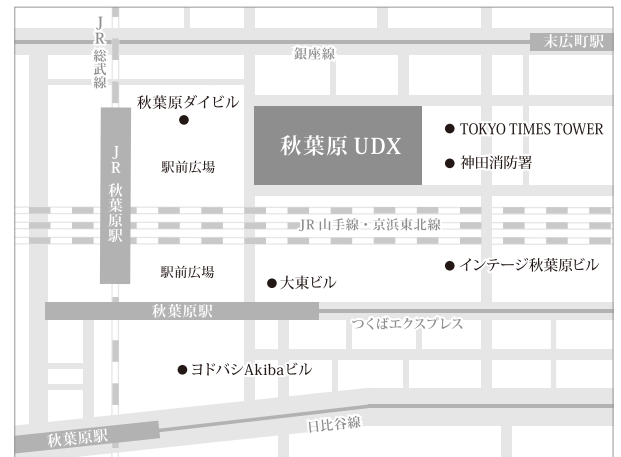 JR総武線
銀座線
末広町駅
秋葉原ダイビル
秋葉原 UDX
TOKYO TIMES TOWER
神田消防署
駅前広場
JR 秋葉原駅
JR 山手線・京浜東北線
駅前広場
インテージ秋葉原ビル
大東ビル
秋葉原駅
つくばエクスプレス
ヨドバシAkibaビル
日比谷線
秋葉原駅